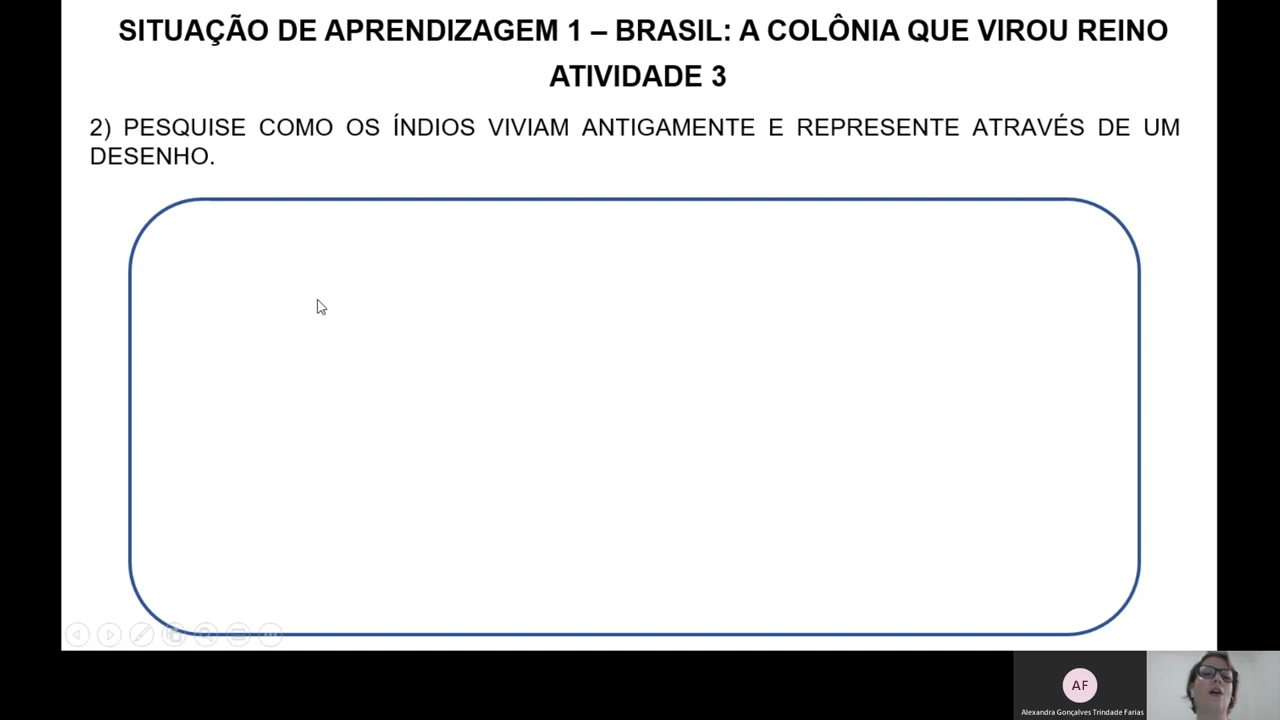 SITUAÇÃO DE APRENDIZAGEM 1 – BRASIL: A COLÔNIA QUE VIROU REINO
ATIVIDADE 3
2) PESQUISE COMO OS ÍNDIOS VIVIAM ANTIGAMENTE E REPRESENTE ATRAVÉS DE UM
DESENHO.
AF
Alexandra Gonçalves Trindade Farias